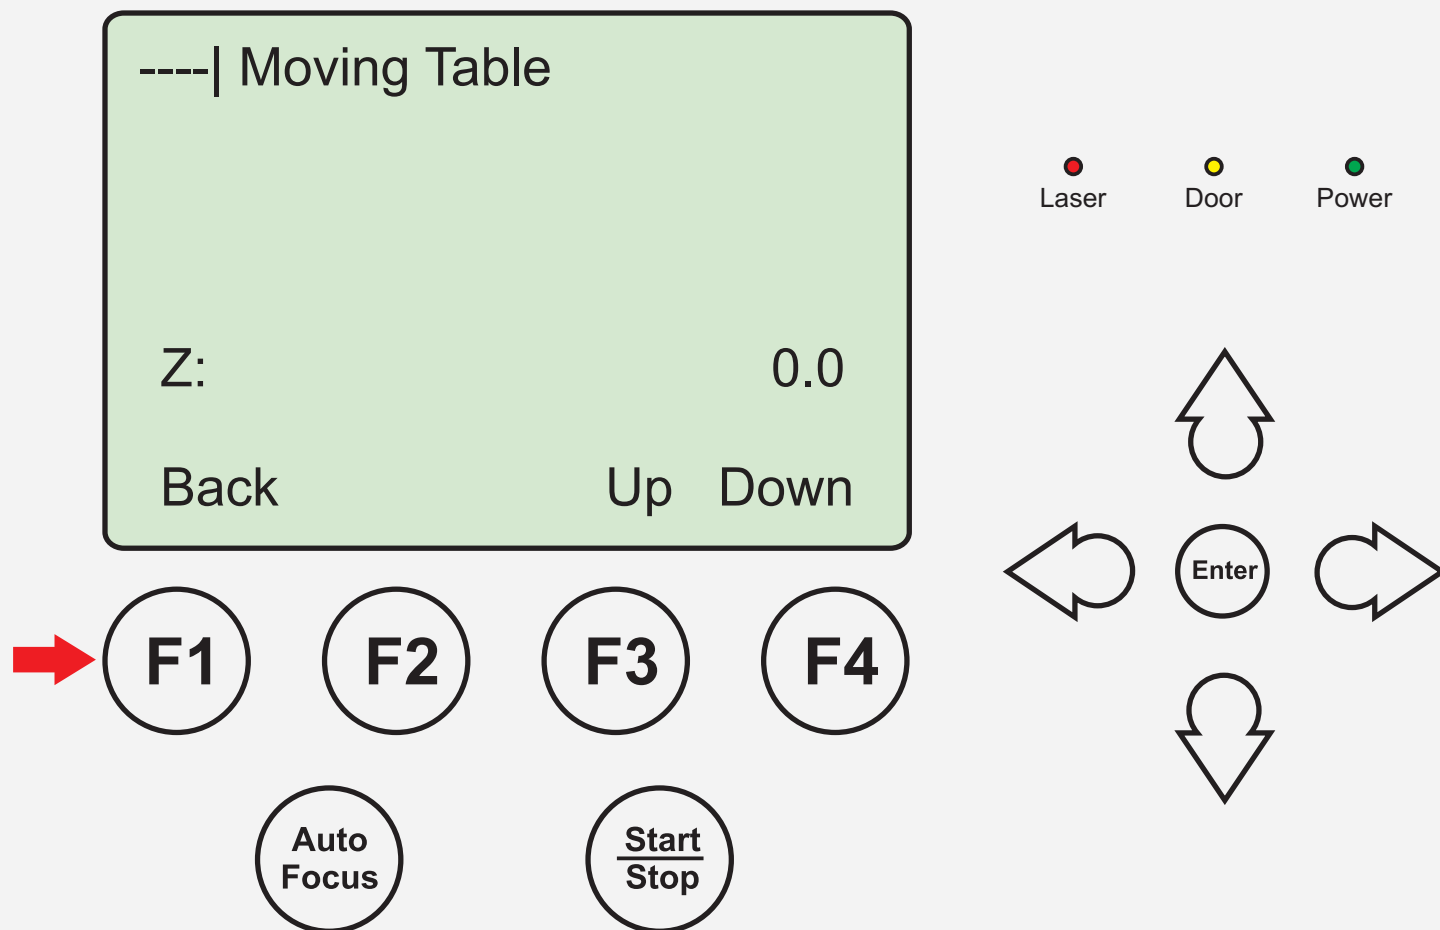 ----| Moving Table
Laser Door Power
Z: 0.0
Back Up Down
Enter
F1 F2 F3 F4
Auto
Focus
Start
Stop